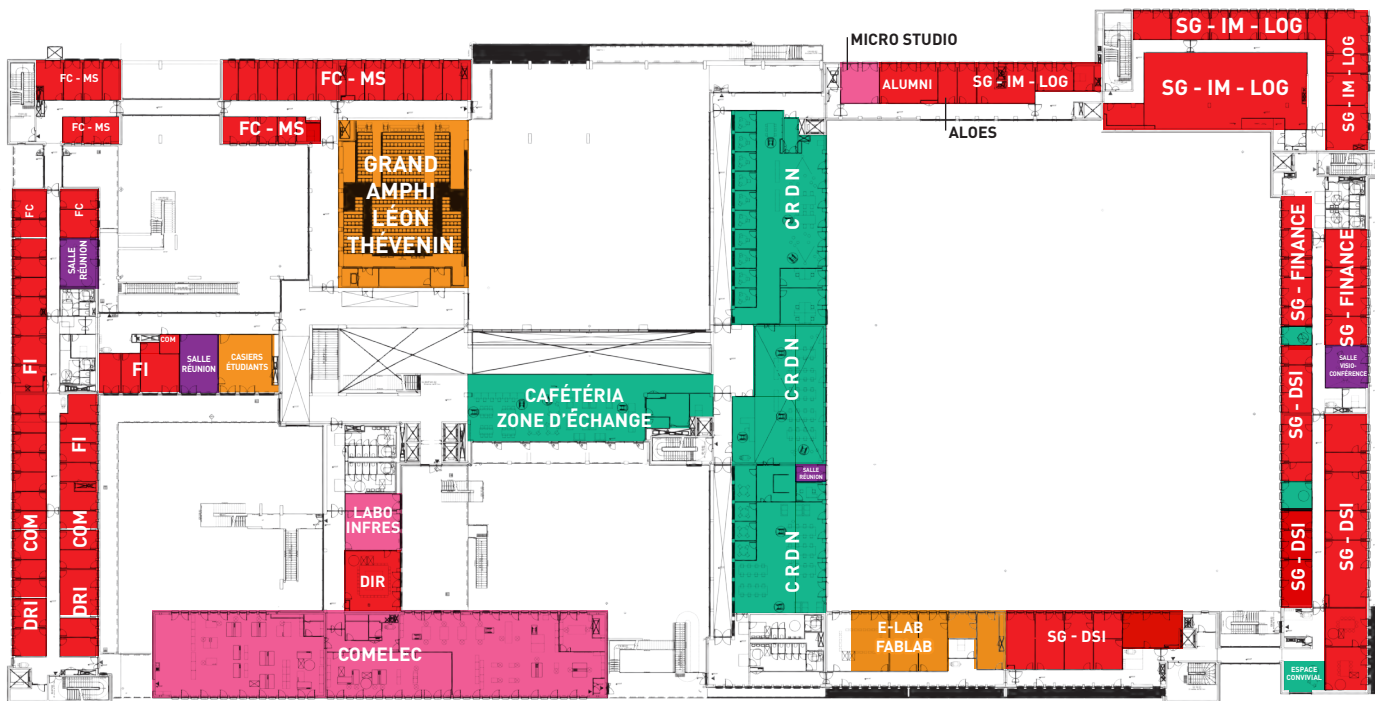 SG - IM - LOG
MICRO STUDIO
FC - MS
FC - MS
ALUMNI
SG - IM - LOG
SG - IM - LOG
SG - IM - LOG
FC - MS
FC - MS
ALOES
GRAND
AMPHI
LÉON
THÉVENIN
CRDN
FC
FC
SALLE
RÉUNION
SG - FINANCE
SG - FINANCE
FI
COM
FI
SALLE
RÉUNION
CASIERS
ÉTUDIANTS
CRDN
SALLE
VISIO-
CONFÉRENCE
CAFÉTÉRIA
ZONE D'ÉCHANGE
SG - DSI
FI
SALLE
RÉUNION
LABO
INFRES
COM
COM
CRDN
SG - DSI
SG - DSI
DIR
DRI
DRI
COMELEC
E-LAB
FABLAB
SG - DSI
ESPACE
CONVIVIAL